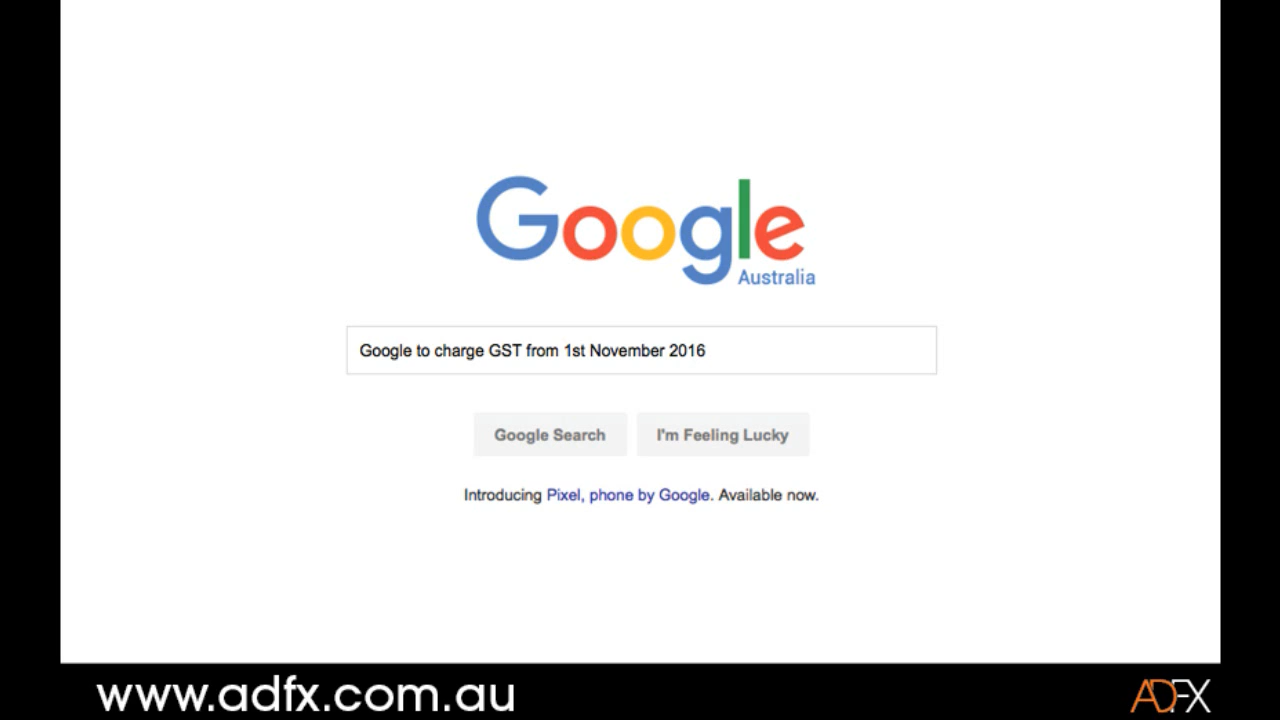 Google
Australia
Google to charge GST from 1st November 2016
Google Search
I'm Feeling Lucky
Introducing Pixel, phone by Google. Available now.
www.adfx.com.au
ADFX